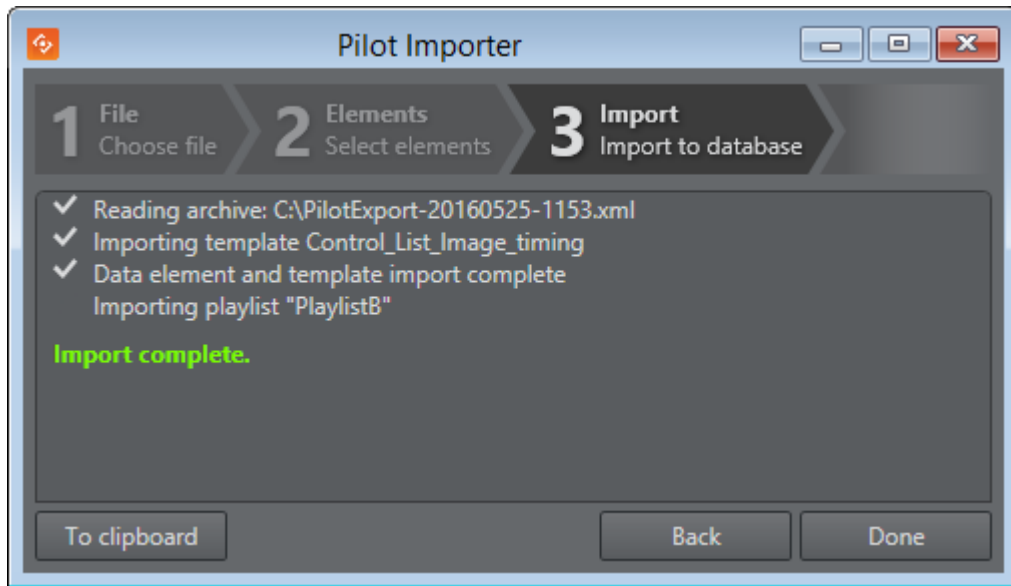 Pilot Importer
1 File
Choose file
2 Elements
Select elements
3 Import
Import to database
Reading archive: C:\PilotExport-20160525-1153.xml
Importing template Control_List_Image_timing
Data element and template import complete
Importing playlist "PlaylistB"
Import complete.
To clipboard
Back
Done